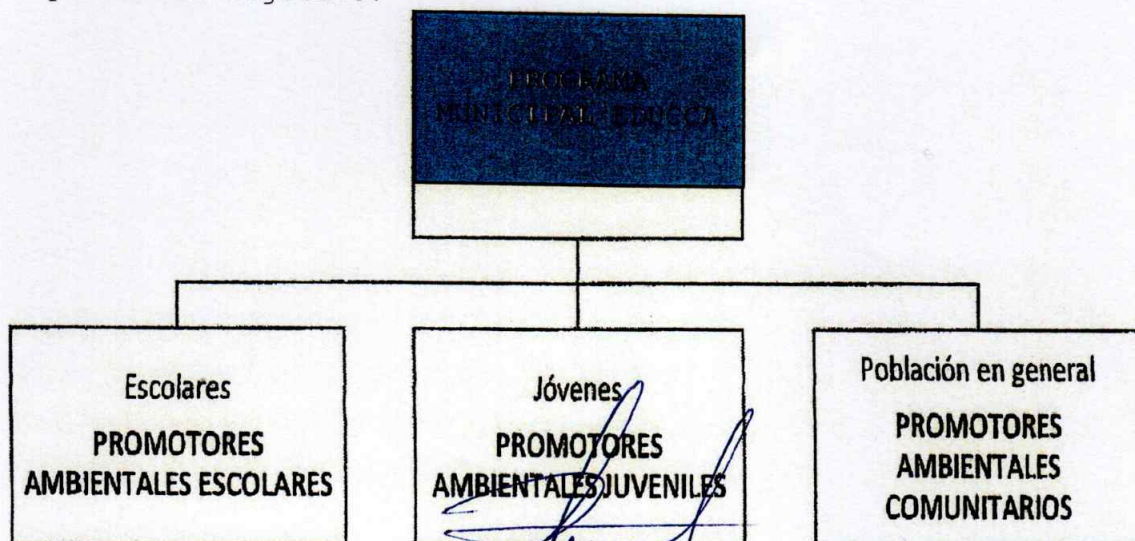 PROGRAMA
MUNICIPAL EDUCCA
Escolares
PROMOTORES
AMBIENTALES ESCOLARES
Jóvenes
PROMOTORES
AMBIENTALES JUVENILES
Población en general
PROMOTORES
AMBIENTALES
COMUNITARIOS